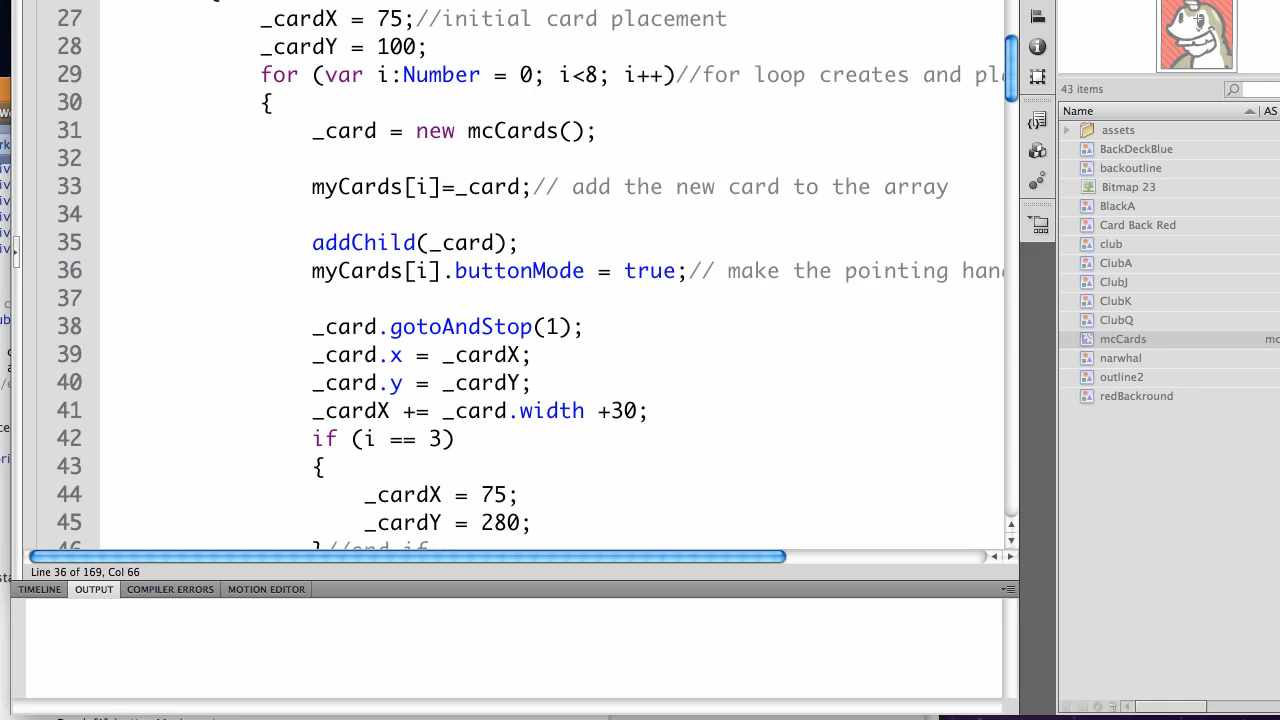 27 _cardX = 75;//initial card placement
28 _cardY = 100;
29 for (var i:Number = 0; i<8; i++)//for loop creates and pl
30 {
31 _card = new mcCards();
32
33 myCards[i]=_card;// add the new card to the array
34
35 addChild(_card);
36 myCards[i].buttonMode = true;// make the pointing han
37
38 _card.gotoAndStop(1);
39 _card.x = _cardX;
40 _card.y = _cardY;
41 _cardX += _card.width +30;
42 if (i == 3)
43 {
44 _cardX = 75;
45 _cardY = 280;
46 }//end if
Line 36 of 169, Col 66
TIMELINE OUTPUT COMPILER ERRORS MOTION EDITOR
43 items
Name AS
assets
BackDeckBlue
backoutline
Bitmap 23
BlackA
Card Back Red
club
ClubA
ClubJ
ClubK
ClubQ
mcCards mc
narwhal
outline2
redBackround